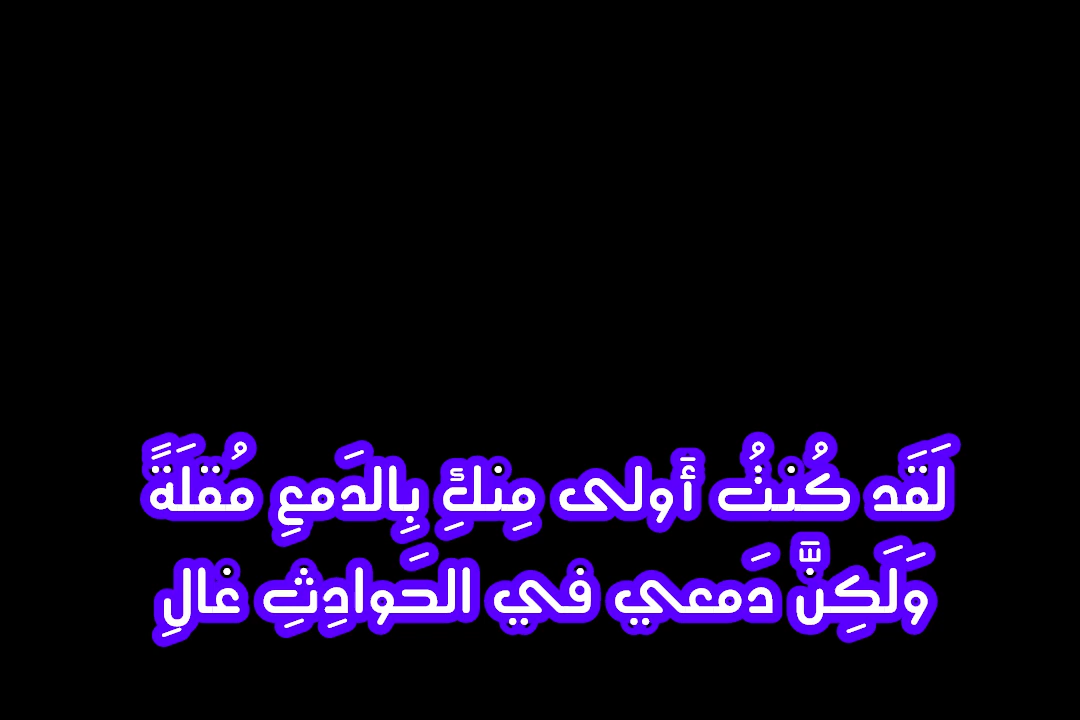 لَقَد كُنتُ أَولى مِنكِ بِالدَمعِ مُقلَةً
وَلَكِنَّ دَمعي في الحَوادِثِ غالِ